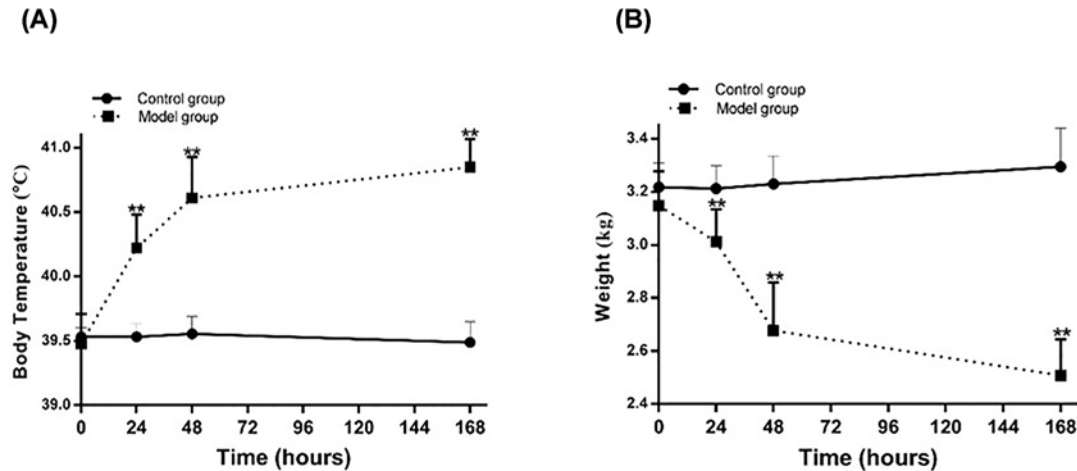 (A)
Control group
Model group
Body Temperature (°C)
41.0
40.5
40.0
39.5
39.0
**
**
**
0 24 48 72 96 120 144 168
Time (hours)
(B)
Control group
Model group
Weight (kg)
3.4
3.2
3.0
2.8
2.6
2.4
**
**
**
0 24 48 72 96 120 144 168
Time (hours)